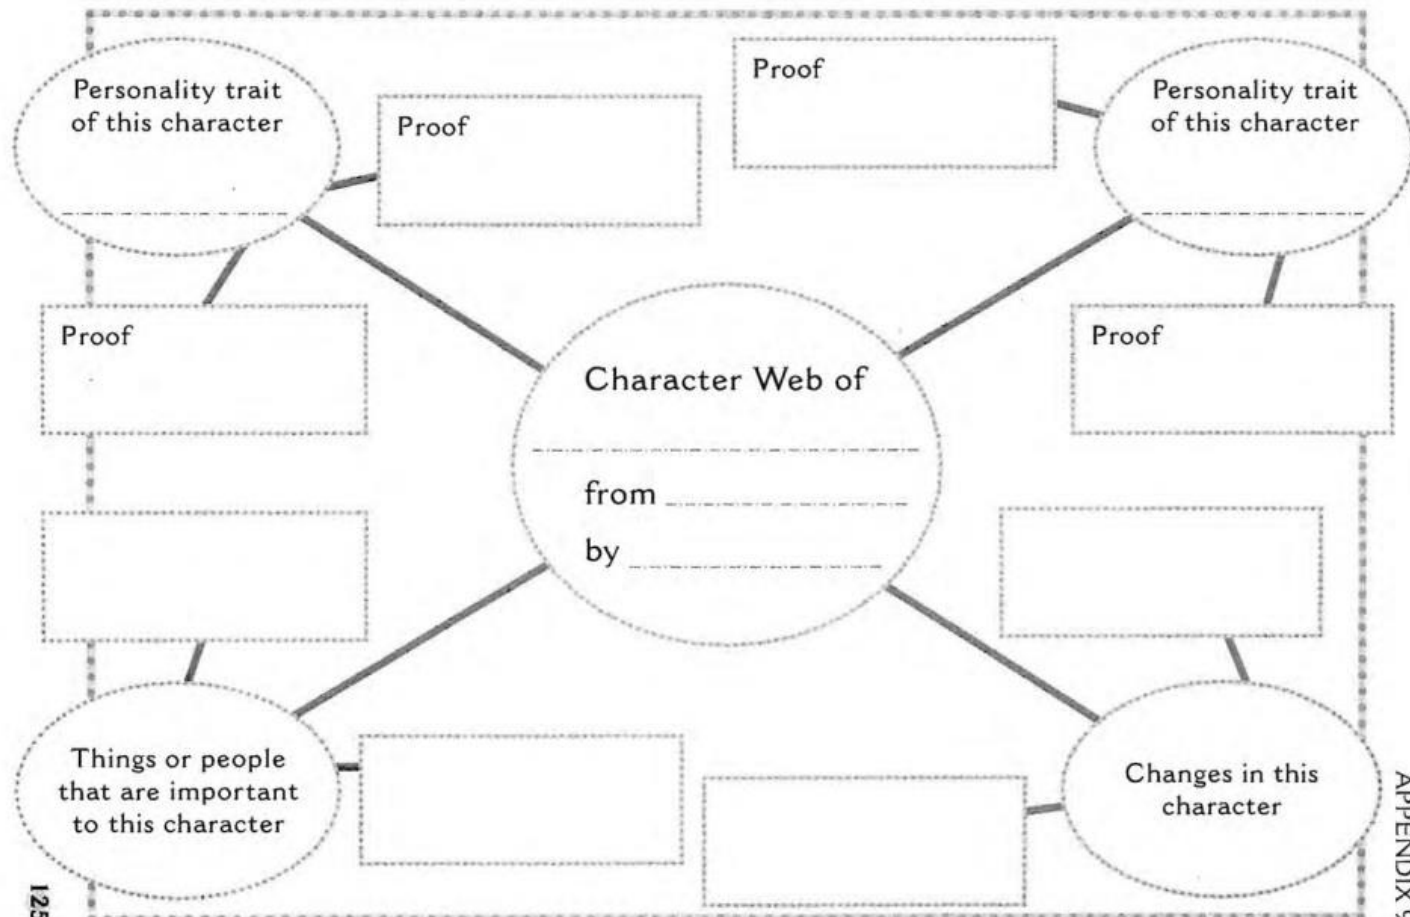 Personality trait
of this character
Proof
Proof
Personality trait
of this character
Proof
Proof
Character Web of
from
by
Things or people
that are important
to this character
Changes in this
character
125